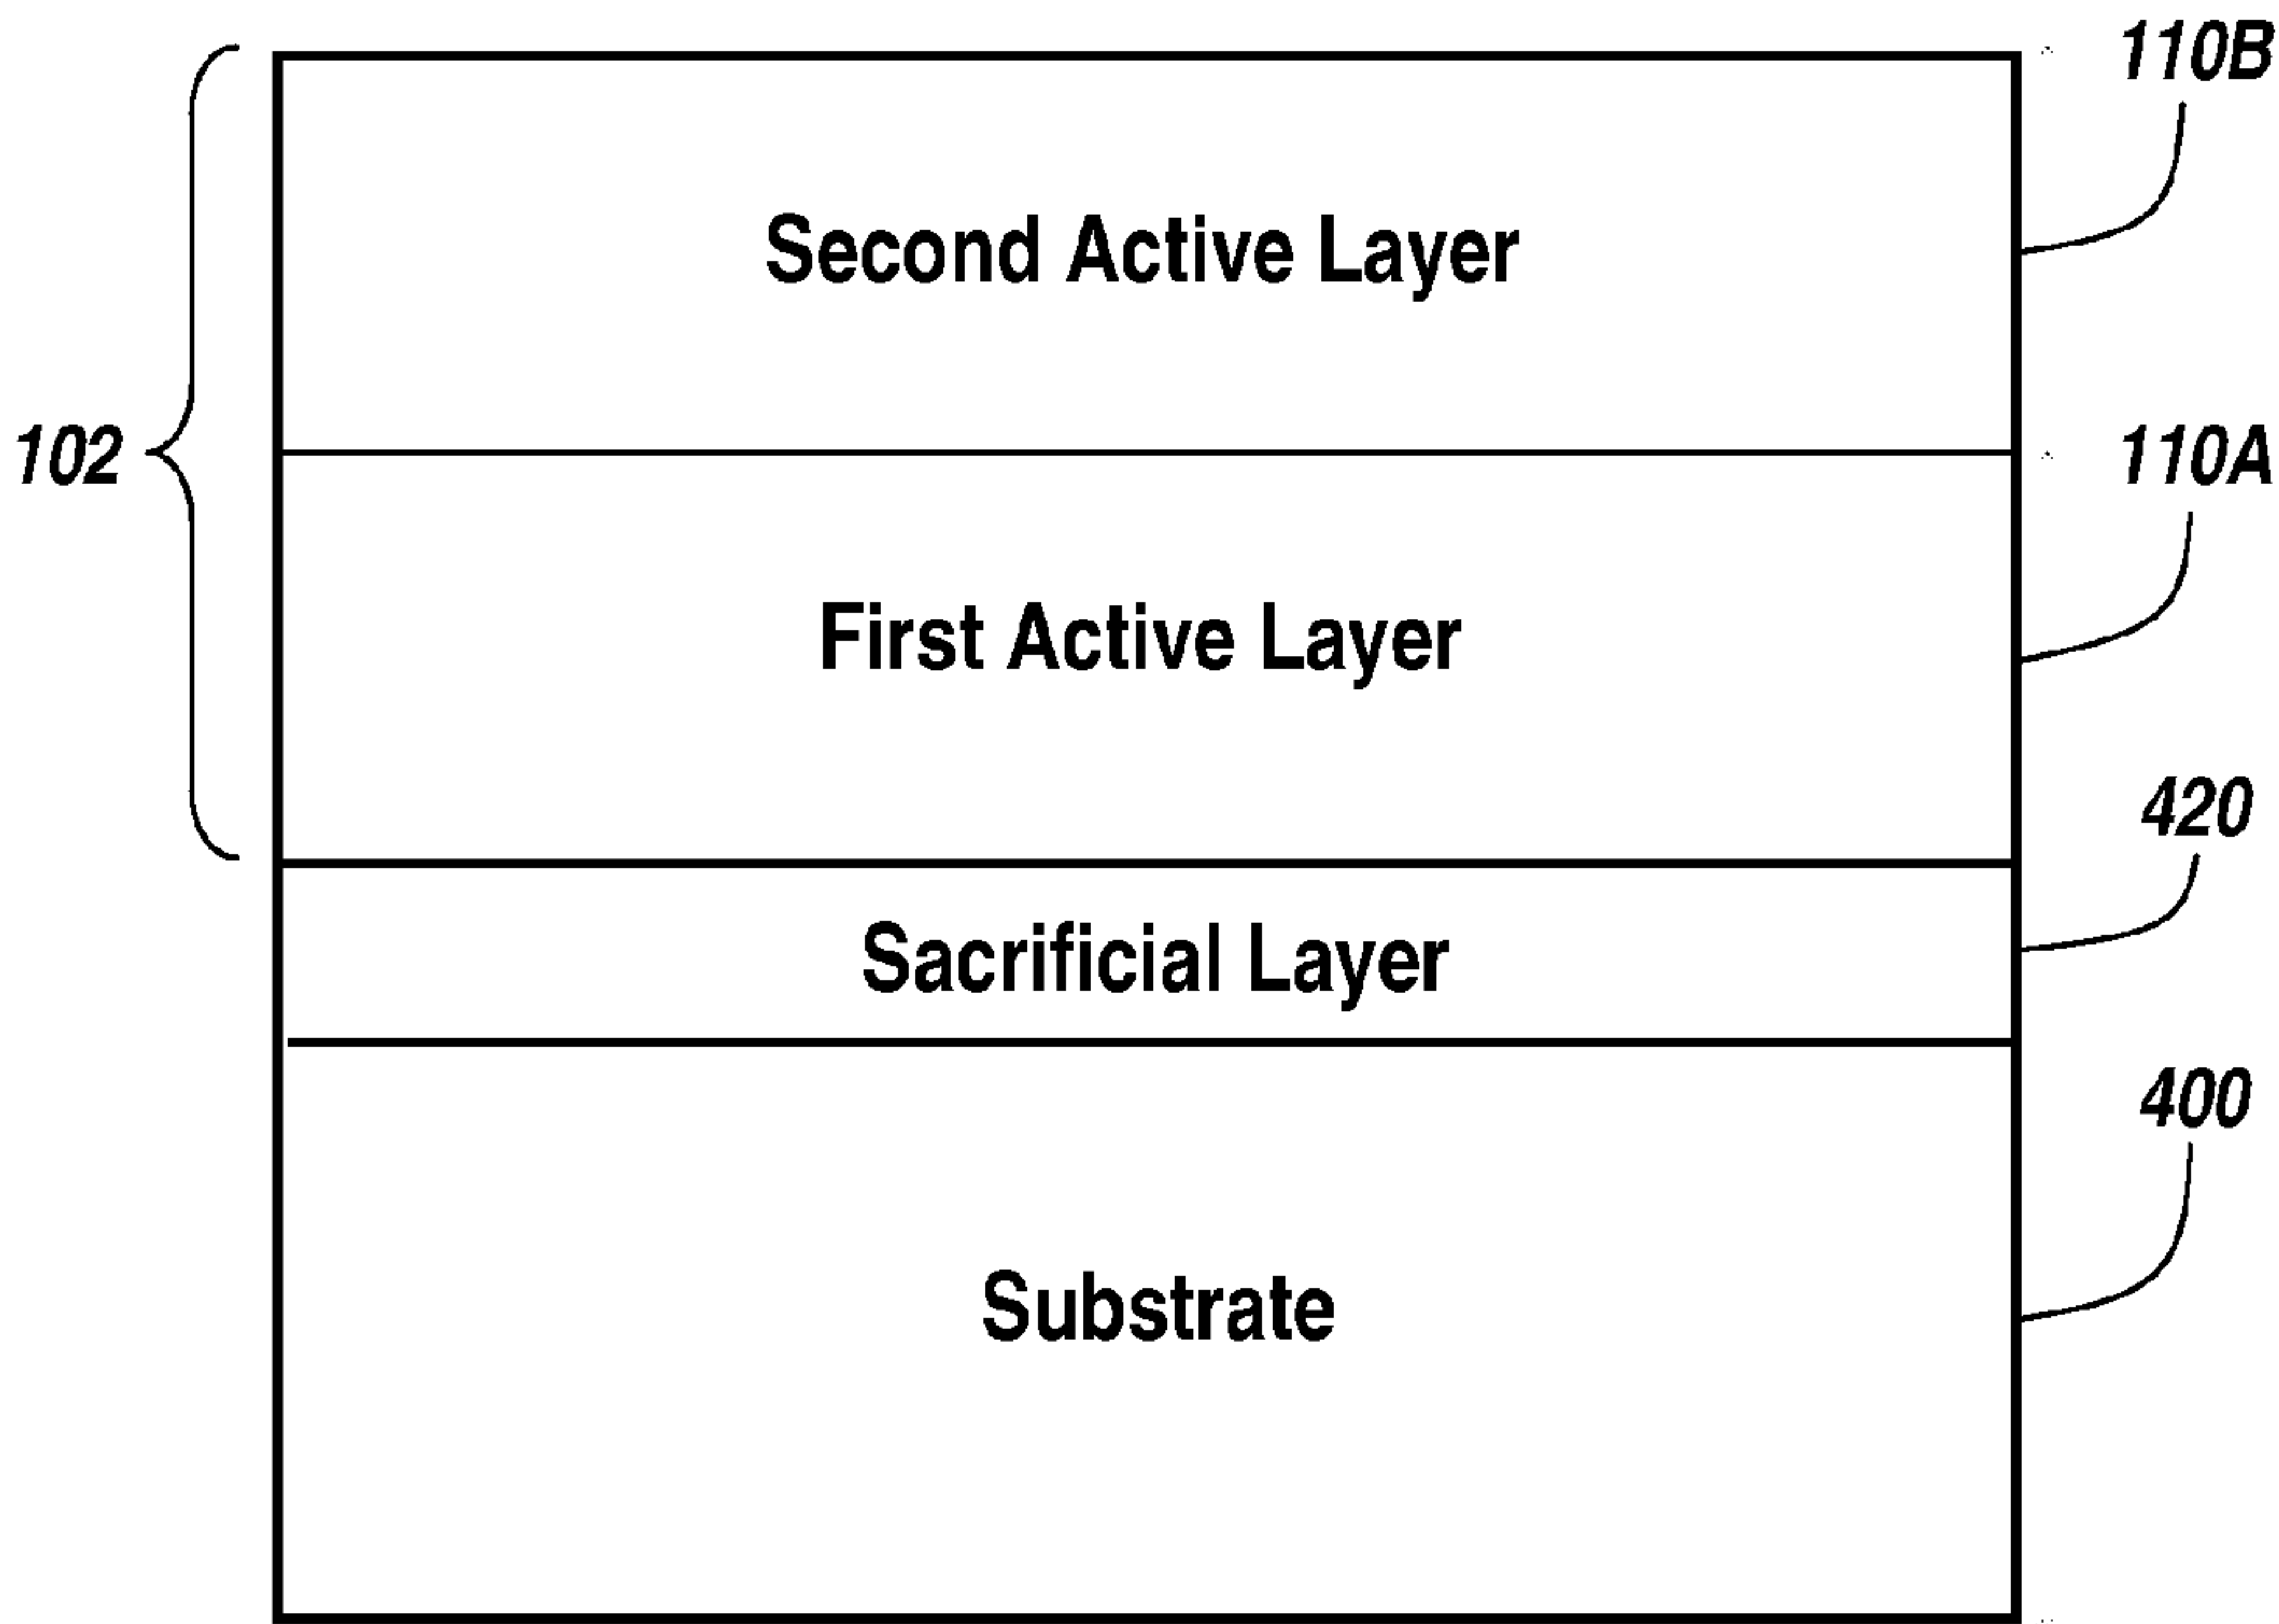 110B
Second Active Layer
102
110A
First Active Layer
420
Sacrificial Layer
400
Substrate